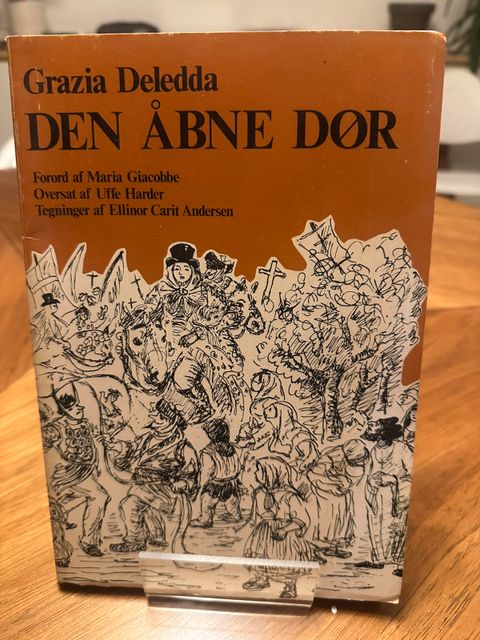 Grazia Deledda
DEN ÅBNE DØR
Forord af Maria Giacobbe
Oversat af Uffe Harder
Tegninger af Ellinor Carit Andersen